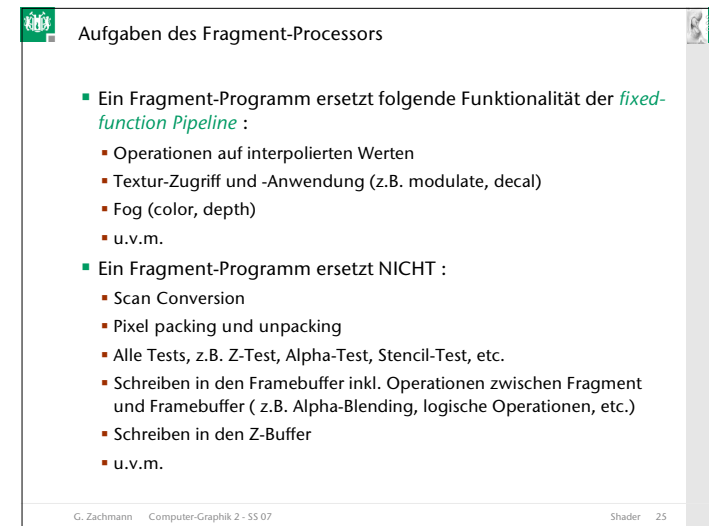 Aufgaben des Fragment-Processors
Ein Fragment-Programm ersetzt folgende Funktionalität der fixed-
function Pipeline :
Operationen auf interpolierten Werten
Textur-Zugriff und -Anwendung (z.B. modulate, decal)
Fog (color, depth)
u.v.m.
Ein Fragment-Programm ersetzt NICHT :
Scan Conversion
Pixel packing und unpacking
Alle Tests, z.B. Z-Test, Alpha-Test, Stencil-Test, etc.
Schreiben in den Framebuffer inkl. Operationen zwischen Fragment
und Framebuffer ( z.B. Alpha-Blending, logische Operationen, etc.)
Schreiben in den Z-Buffer
u.v.m.
G. Zachmann Computer-Graphik 2 - SS 07 Shader 25